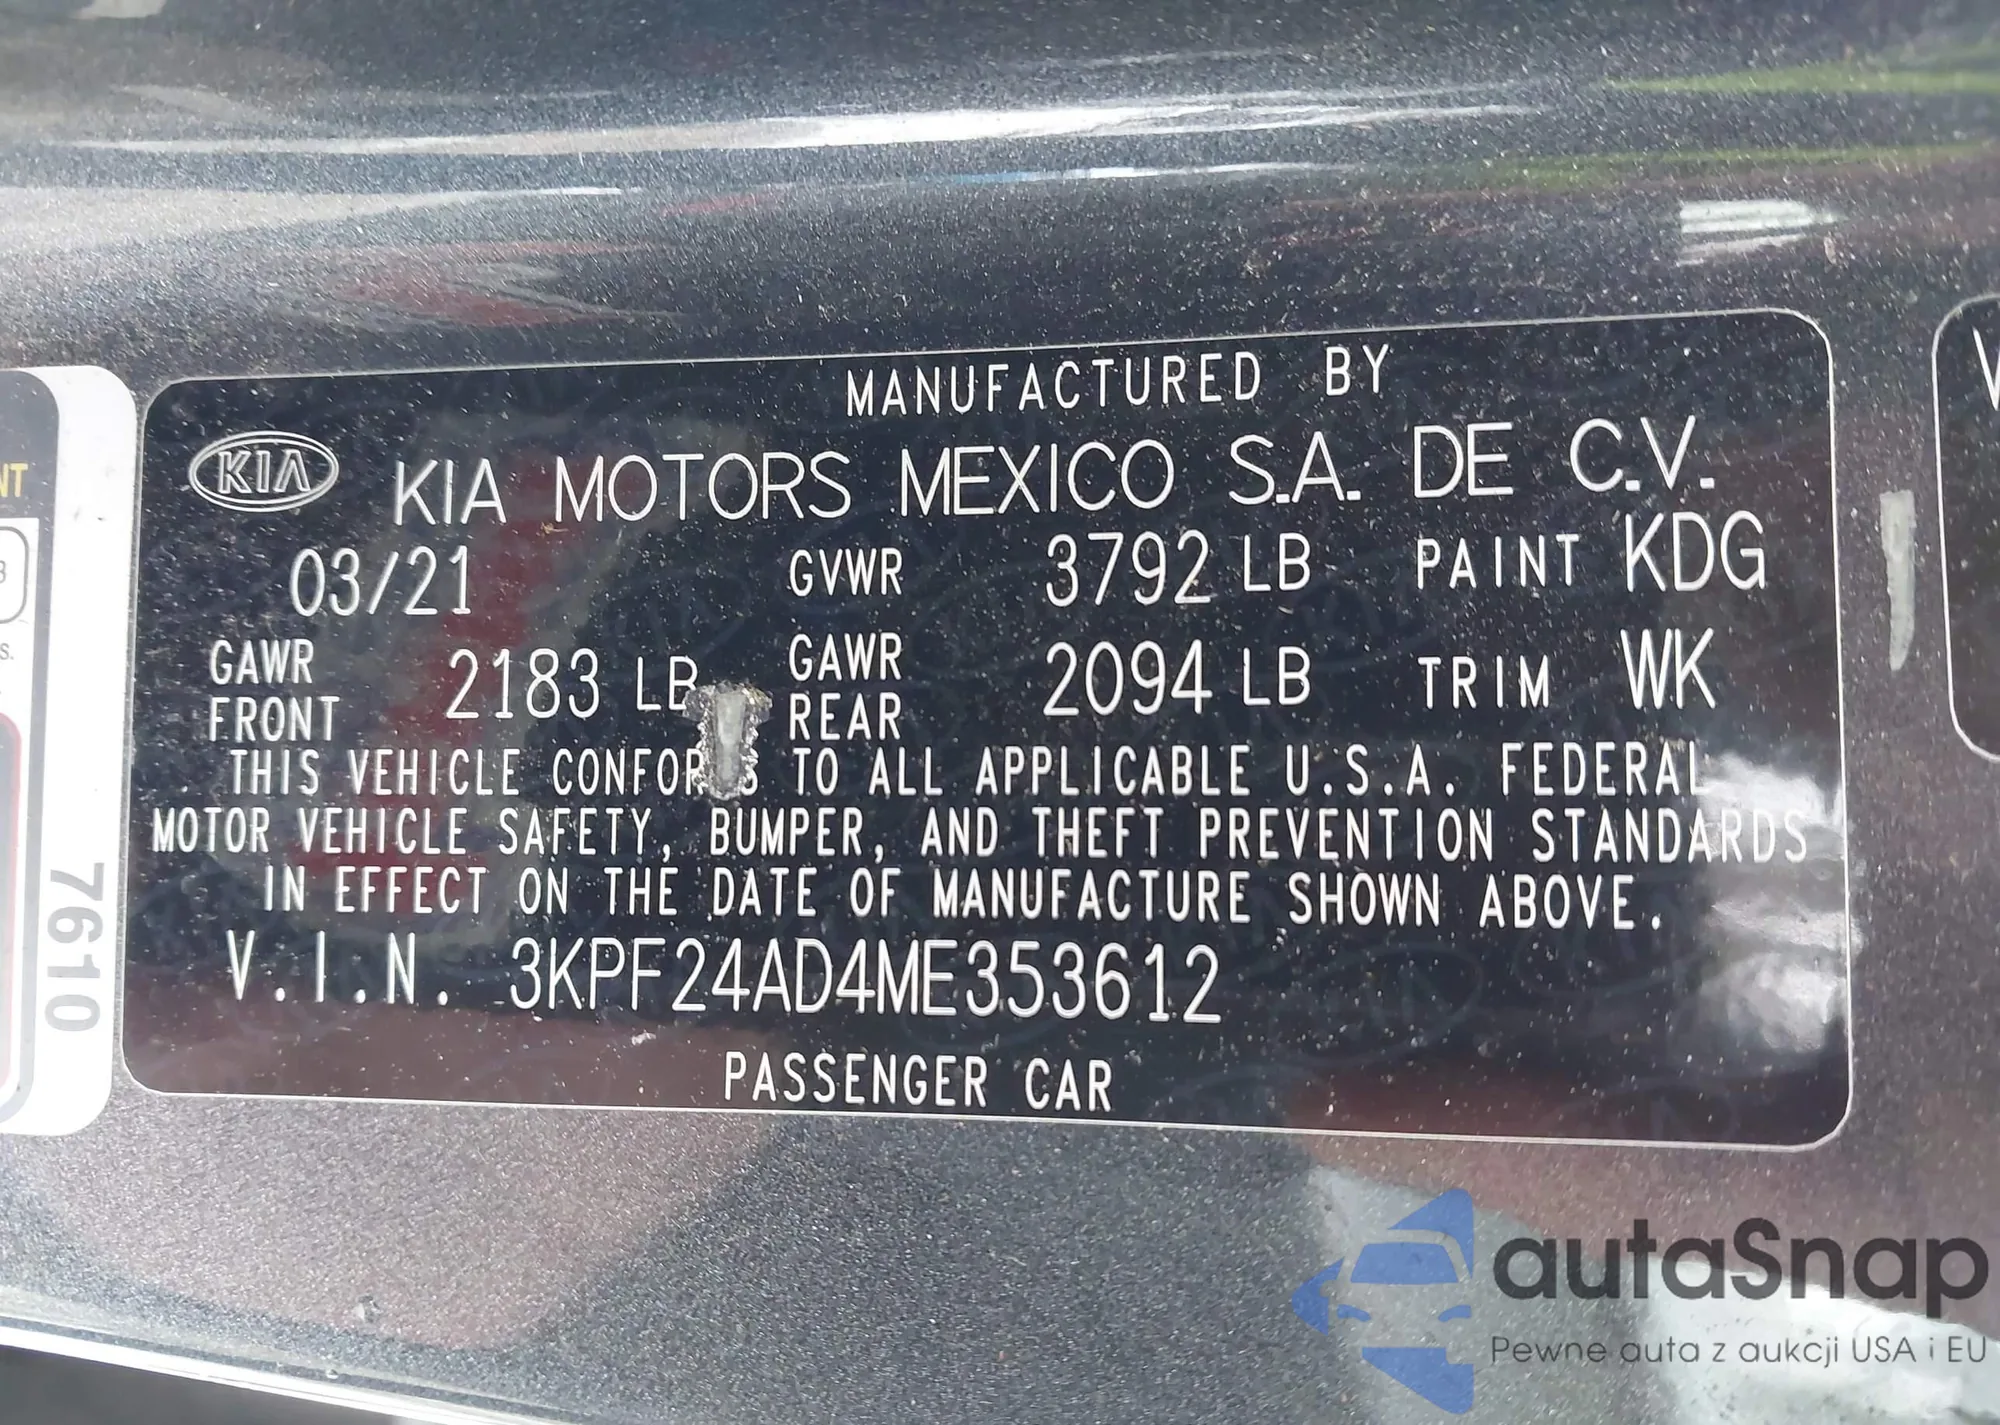 MANUFACTURED BY
KIA KIA MOTORS MEXICO S.A. DE C.V.
03/21 GVWR 3792 LB PAINT KDG
GAWR FRONT 2183 LB GAWR REAR 2094 LB TRIM WK
THIS VEHICLE CONFORMS TO ALL APPLICABLE U.S.A. FEDERAL
MOTOR VEHICLE SAFETY, BUMPER, AND THEFT PREVENTION STANDARDS
IN EFFECT ON THE DATE OF MANUFACTURE SHOWN ABOVE.
V.I.N. 3KPF24AD4ME353612
PASSENGER CAR
7610
NT
s.
autaSnap
Pewne auta z aukcji USA i EU